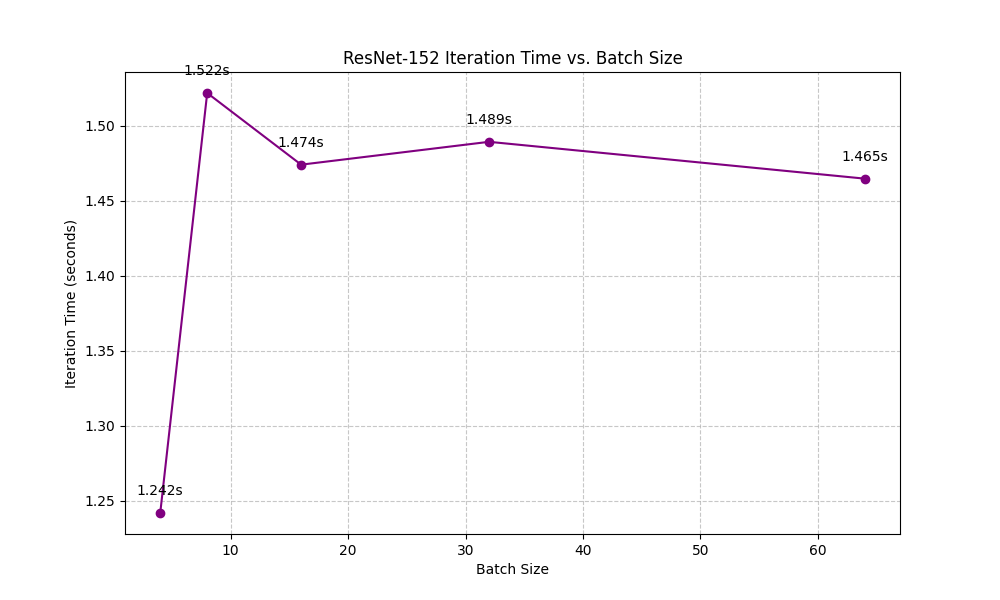 ResNet-152 Iteration Time vs. Batch Size
1.522s
1.474s
1.489s
1.465s
1.242s
1.50
1.45
1.40
1.35
1.30
1.25
Iteration Time (seconds)
10 20 30 40 50 60
Batch Size